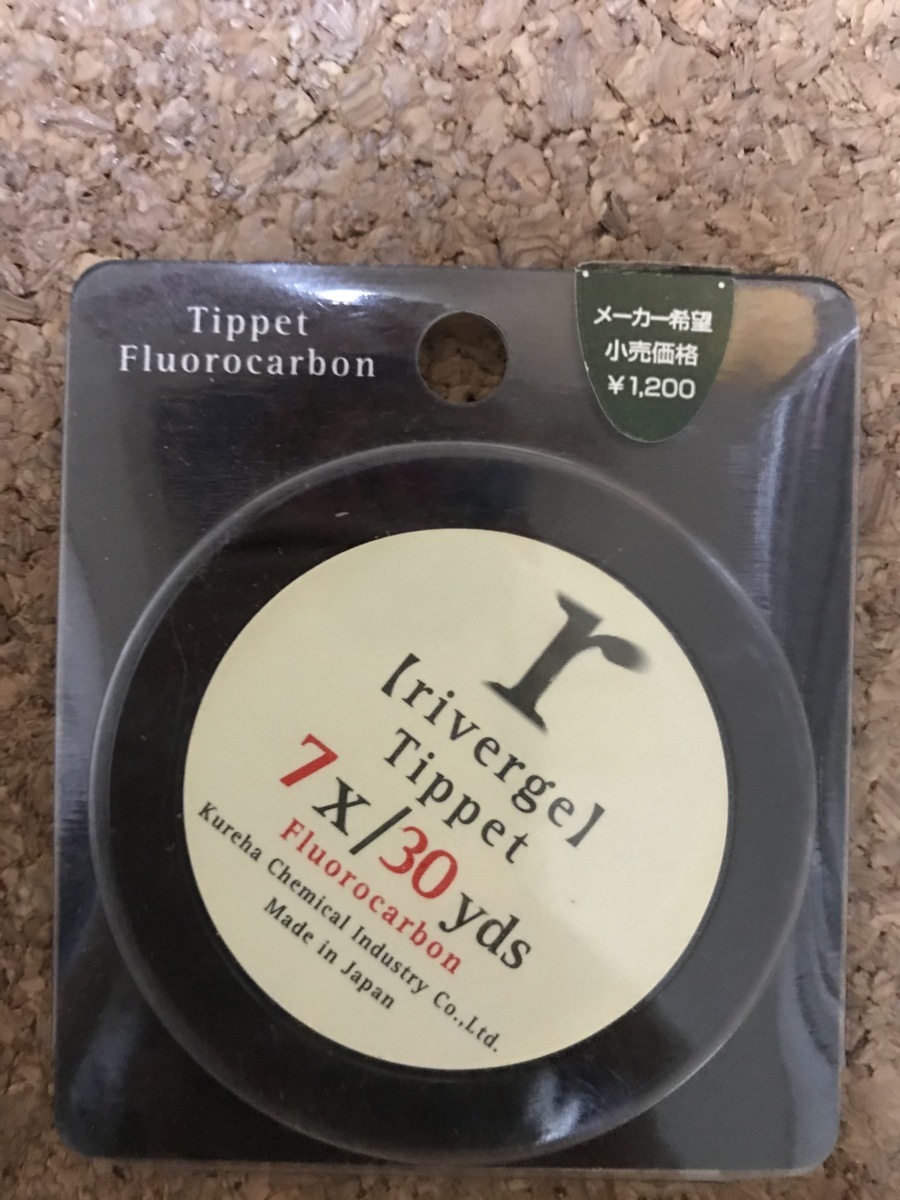 Tippet
Fluorocarbon
メーカー希望
小売価格
¥1,200
r
【riverge】
Tippet
7X/30yds
Fluorocarbon
Kureha Chemical Industry Co.,Ltd.
Made in Japan